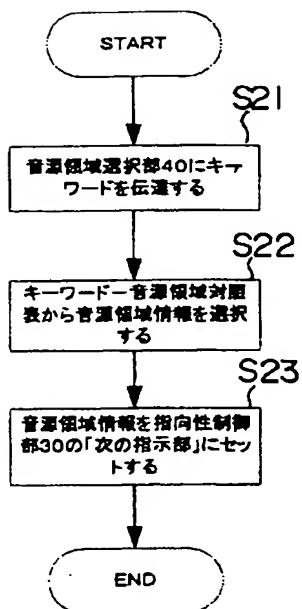 START
S21
音源領域選択部40にキー
ワードを伝達する
S22
キーワードー音源領域対照
表から音源領域情報を選択
する
S23
音源領域情報を指向性制御
部30の「次の指示部」にセッ
トする
END